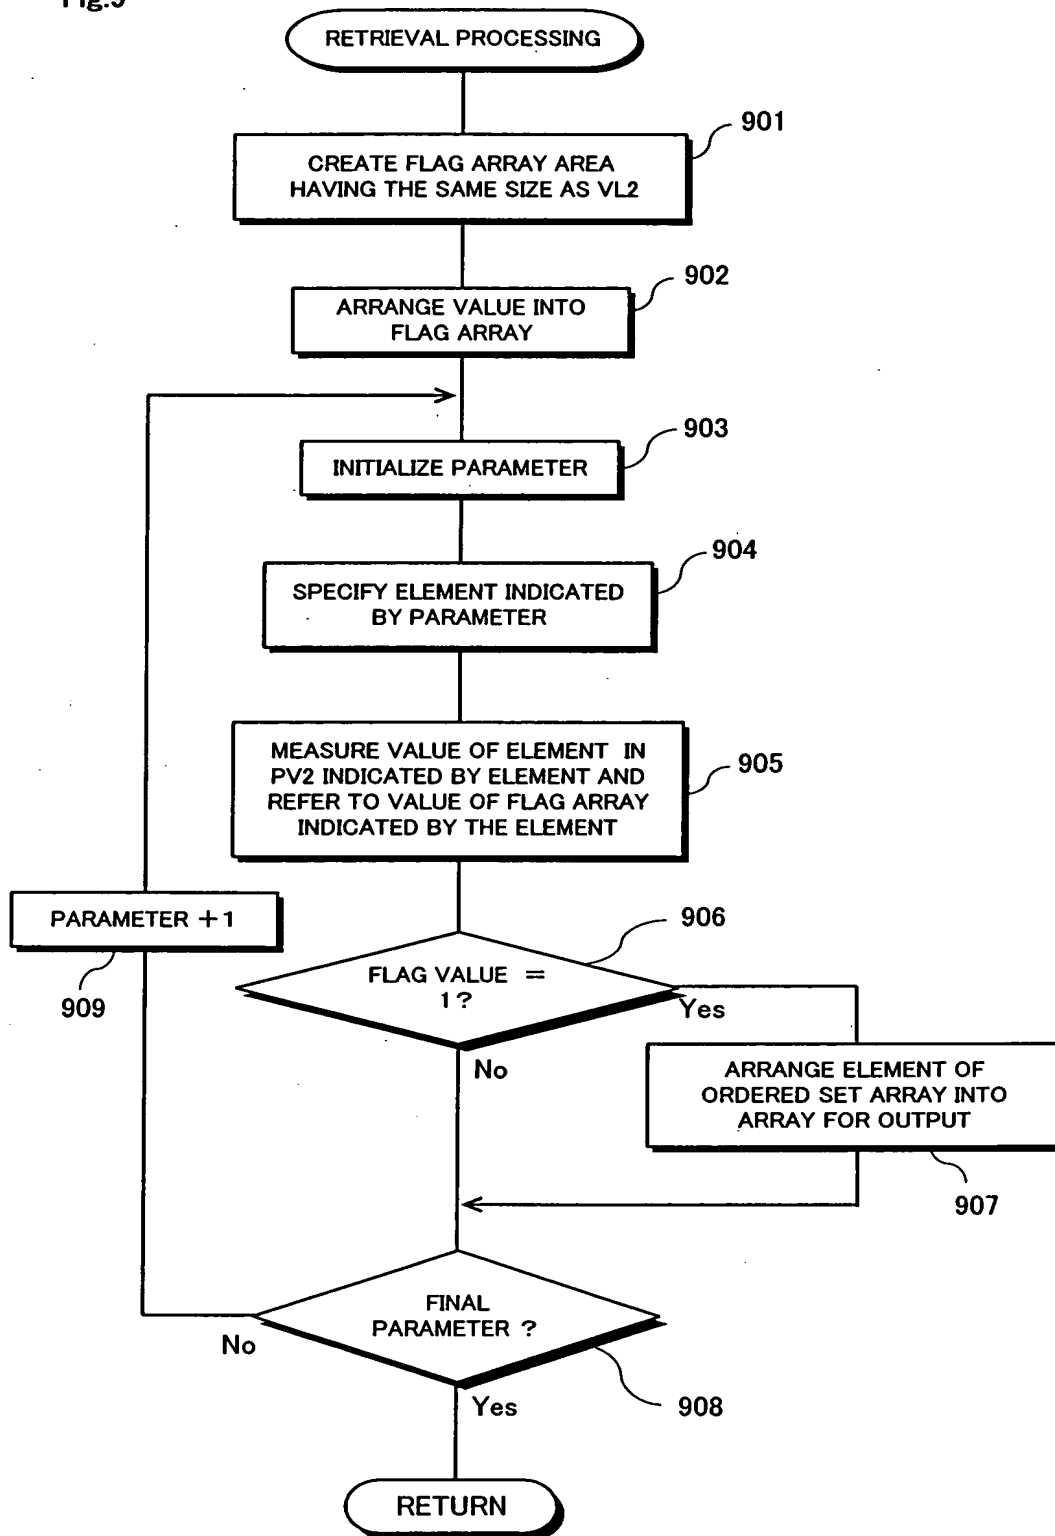 Fig.9
RETRIEVAL PROCESSING
901
CREATE FLAG ARRAY AREA
HAVING THE SAME SIZE AS VL2
902
ARRANGE VALUE INTO
FLAG ARRAY
903
INITIALIZE PARAMETER
904
SPECIFY ELEMENT INDICATED
BY PARAMETER
MEASURE VALUE OF ELEMENT IN
PV2 INDICATED BY ELEMENT AND
REFER TO VALUE OF FLAG ARRAY
INDICATED BY THE ELEMENT
905
PARAMETER +1
909
906
FLAG VALUE =
1?
Yes
No
ARRANGE ELEMENT OF
ORDERED SET ARRAY INTO
ARRAY FOR OUTPUT
907
FINAL
PARAMETER ?
No
Yes
908
RETURN